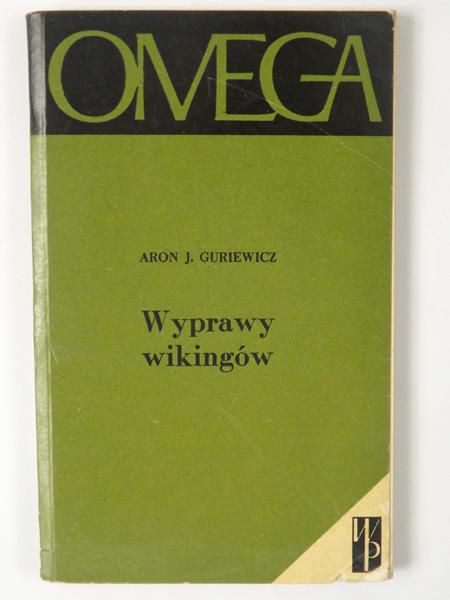 OMEGA
ARON J. GURIEWICZ
Wyprawy
wikingów
WP